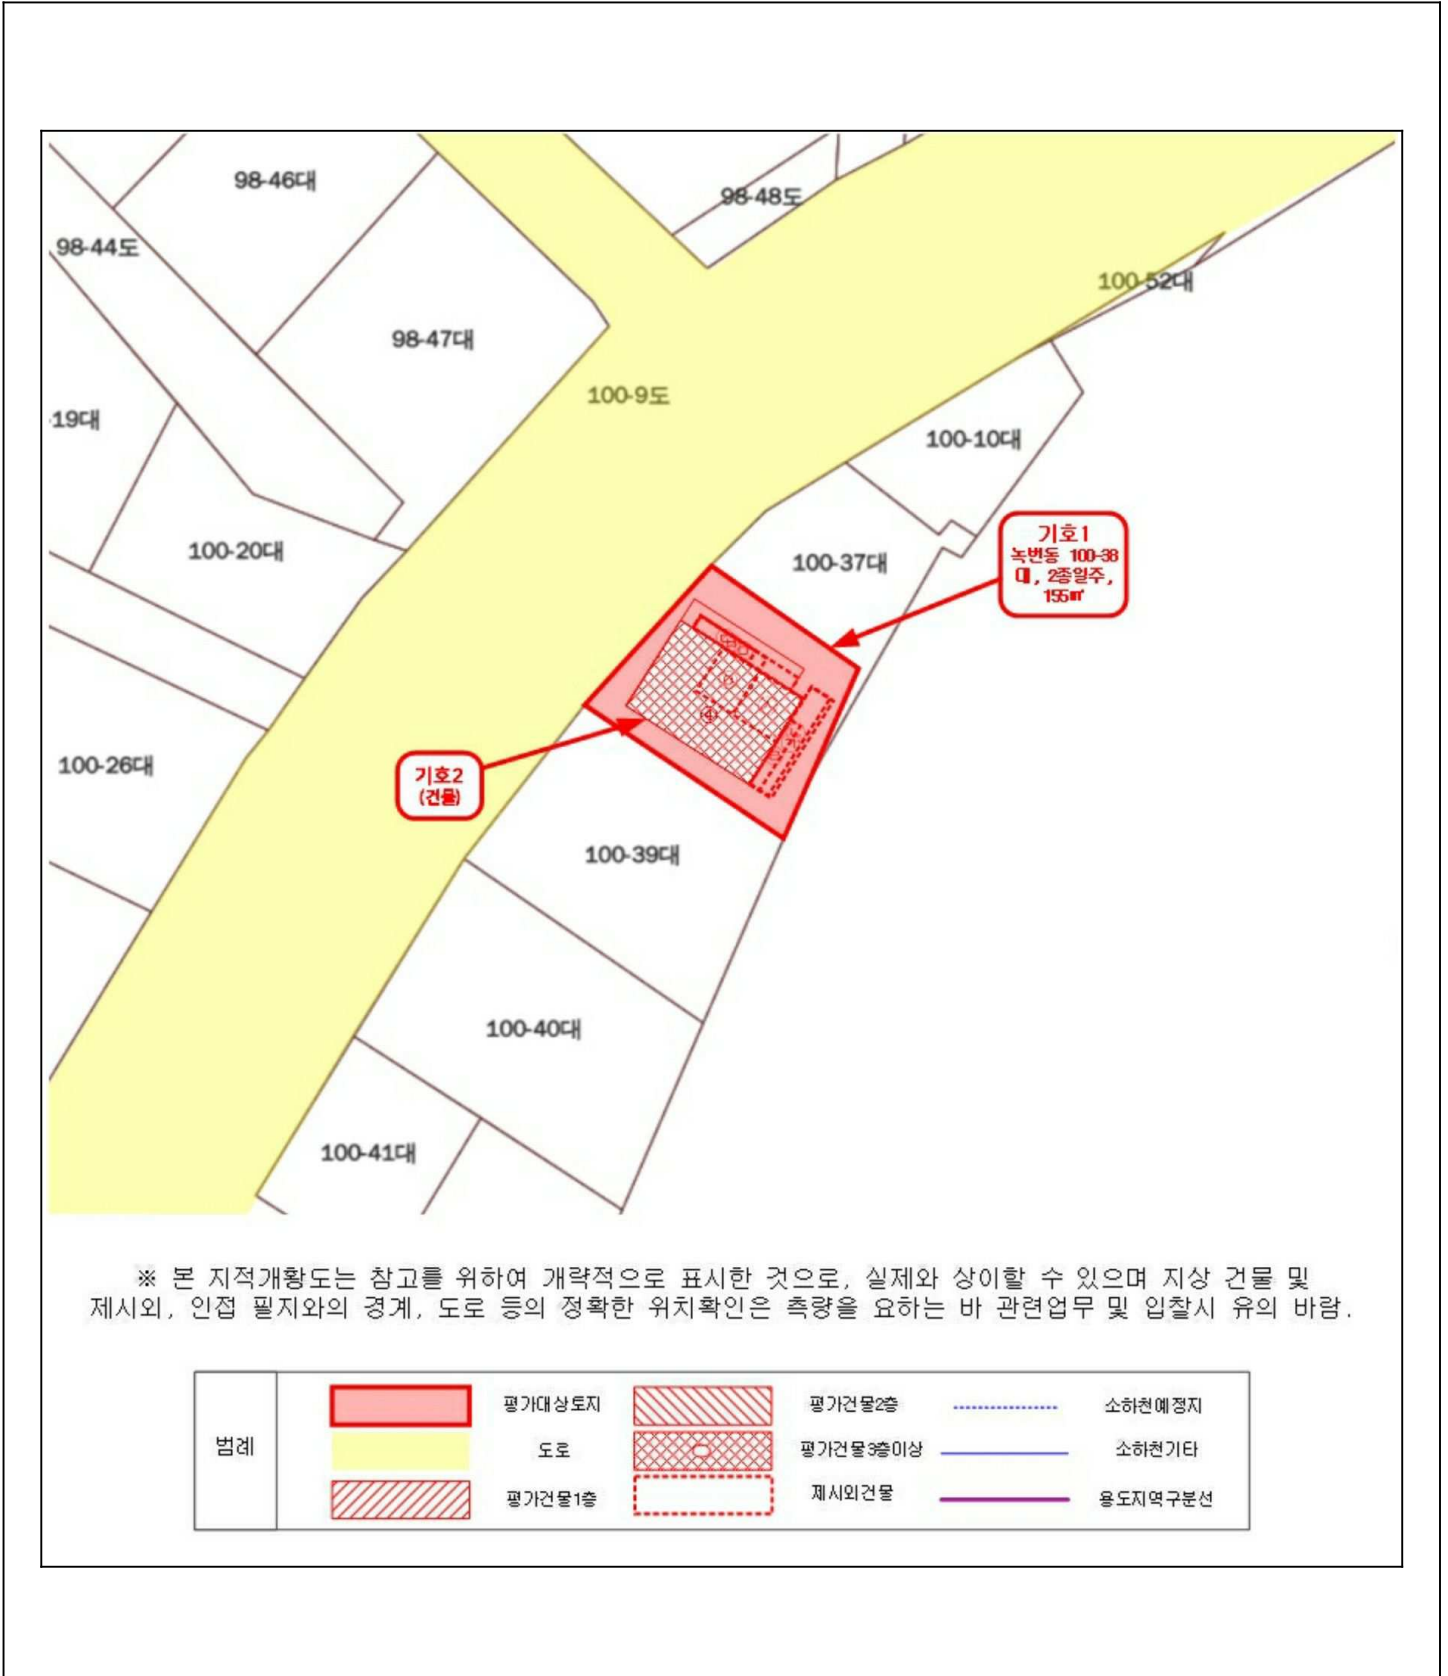 98-46대
98-48도
98-44도
100-52대
98-47대
100-9도
19대
100-10대
기호1
녹번동 100-38
대, 2종일주,
155㎡
100-20대
100-37대
100-26대
기호2
(건물)
④
100-39대
100-40대
100-41대
※ 본 지적개황도는 참고를 위하여 개략적으로 표시한 것으로, 실제와 상이할 수 있으며 지상 건물 및
제시외, 인접 필지와의 경계, 도로 등의 정확한 위치확인은 측량을 요하는 바 관련업무 및 입찰시 유의 바람.
범례
평가대상토지
평가건물2층
소하천예정지
도로
평가건물3층이상
소하천기타
평가건물1층
제시외건물
용도지역구분선